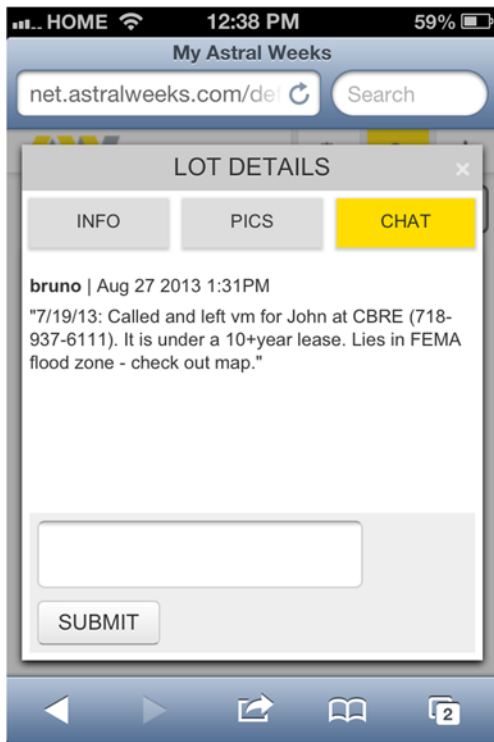 HOME 12:38 PM 59%
My Astral Weeks
net.astralweeks.com/de Search
LOT DETAILS ×
INFO PICS CHAT
bruno | Aug 27 2013 1:31PM
"7/19/13: Called and left vm for John at CBRE (718-
937-6111). It is under a 10+year lease. Lies in FEMA
flood zone - check out map."
SUBMIT
2